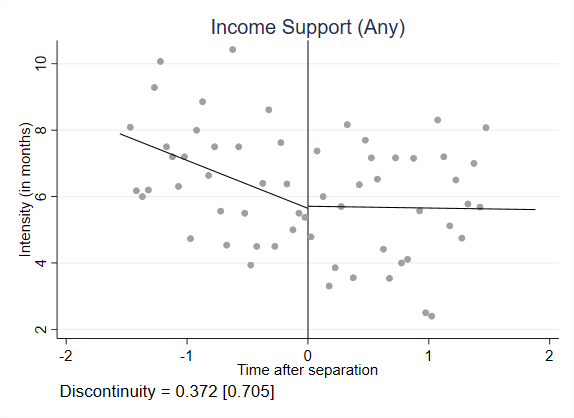 Income Support (Any)
10
8
6
4
2
Intensity (in months)
-2 -1 0 1 2
Time after separation
Discontinuity = 0.372 [0.705]